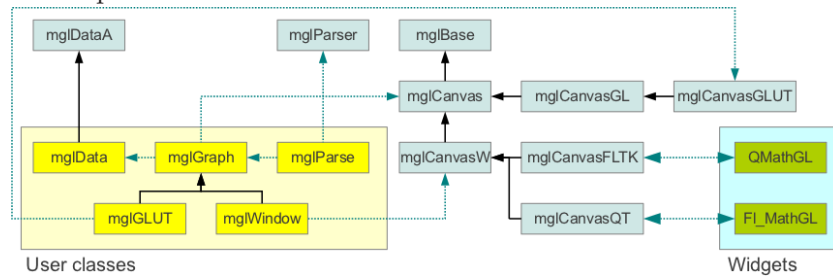 mglDataA mglParser mglBase
mglCanvas mglCanvasGL mglCanvasGLUT
mglData mglGraph mglParse mglCanvasW mglCanvasFLTK QMathGL
mglGLUT mglWindow mglCanvasQT Fl_MathGL
User classes Widgets